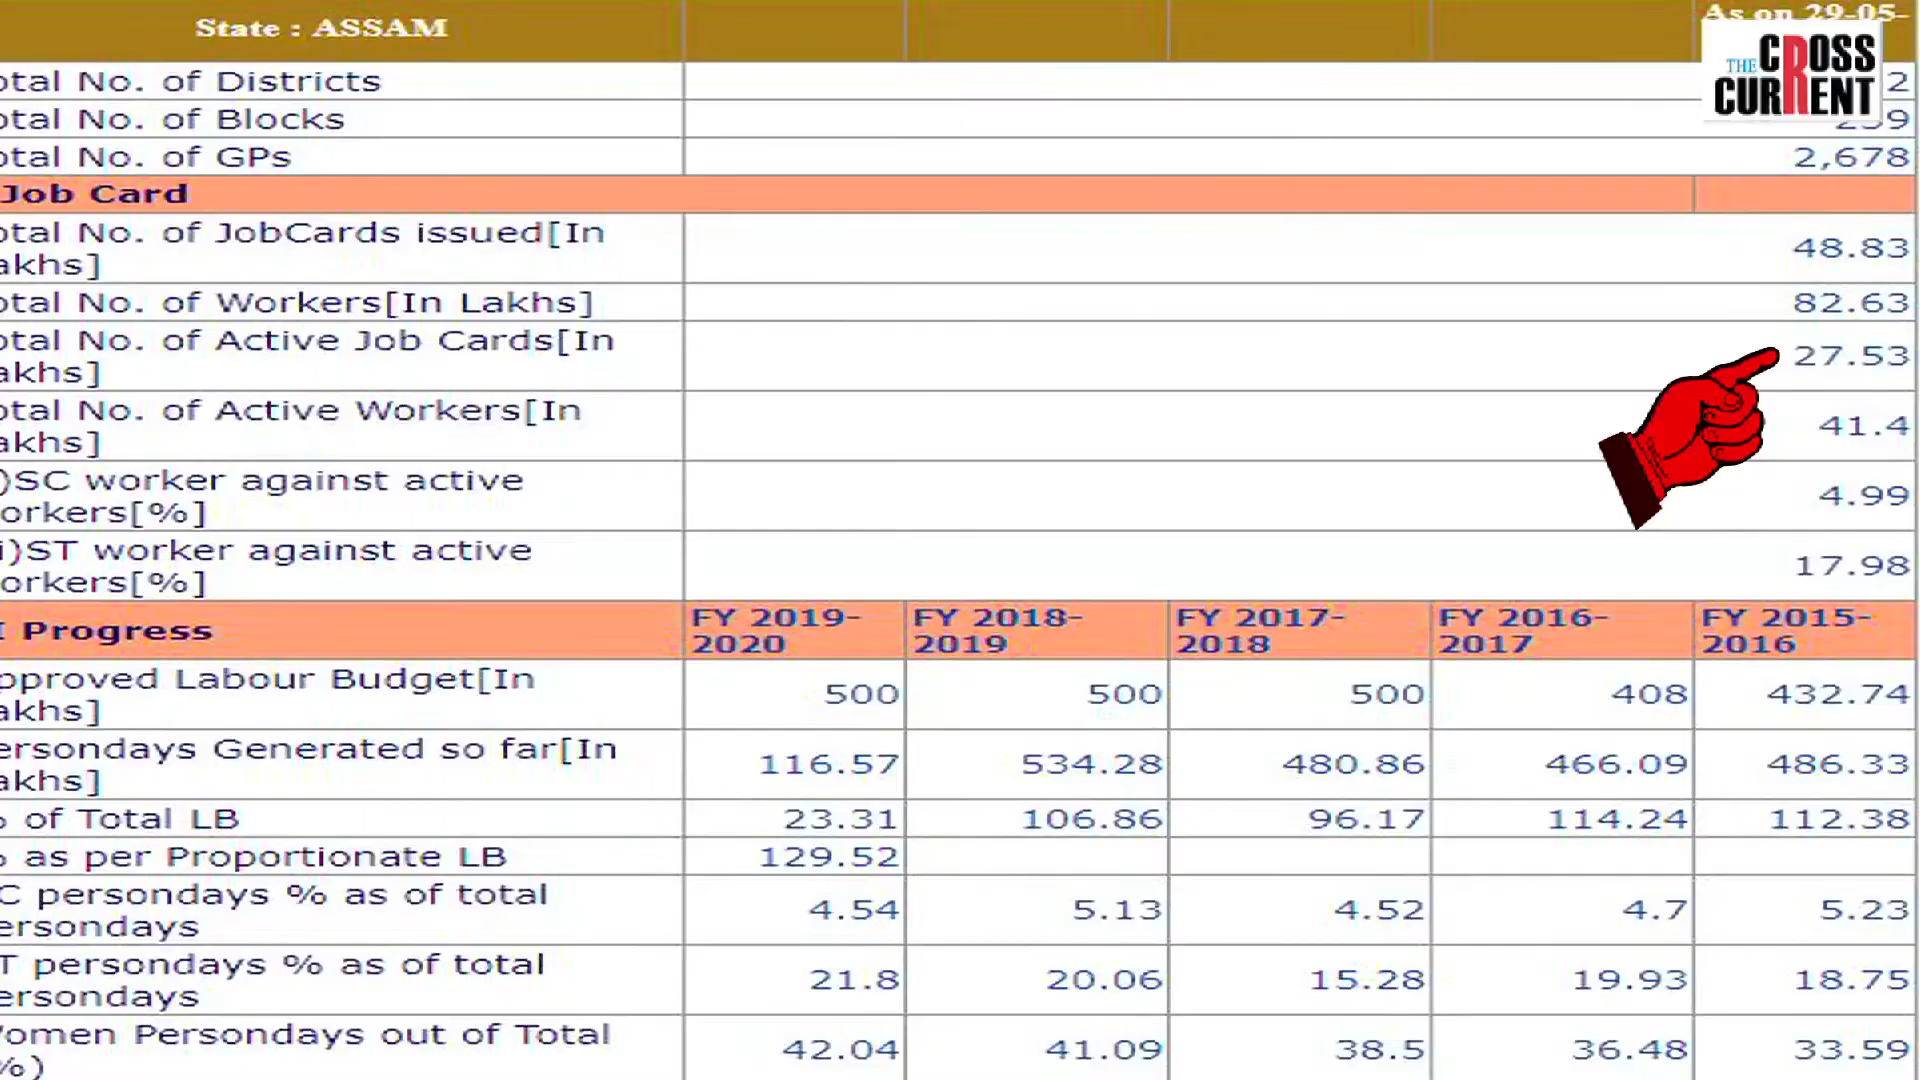 State : ASSAM
As on 29-05-
THE CROSS
CURRENT
otal No. of Districts 2
otal No. of Blocks
otal No. of GPs 2,678
Job Card
otal No. of JobCards issued[In
akhs] 48.83
otal No. of Workers[In Lakhs] 82.63
otal No. of Active Job Cards[In
akhs] 27.53
otal No. of Active Workers[In
akhs] 41.4
)SC worker against active
orkers[%] 4.99
i)ST worker against active
orkers[%] 17.98
I Progress FY 2019-2020 FY 2018-2019 FY 2017-2018 FY 2016-2017 FY 2015-2016
pproved Labour Budget[In
akhs] 500 500 500 408 432.74
ersondays Generated so far[In
akhs] 116.57 534.28 480.86 466.09 486.33
of Total LB 23.31 106.86 96.17 114.24 112.38
as per Proportionate LB 129.52
C persondays % as of total
ersondays 4.54 5.13 4.52 4.7 5.23
T persondays % as of total
ersondays 21.8 20.06 15.28 19.93 18.75
omen Persondays out of Total
%) 42.04 41.09 38.5 36.48 33.59